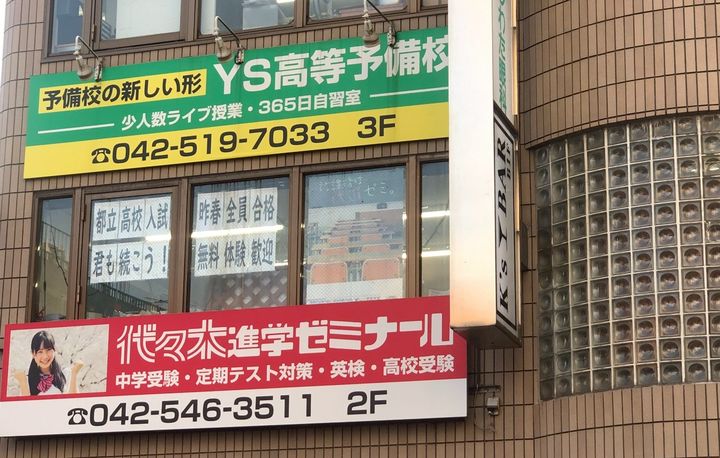 予備校の新しい形
YS高等予備校
少人数ライブ授業・365日自習室
☎042-519-7033 3F
都立高校入試
君も続こう!
昨春全員合格
無料体験歓迎
ゼミ。
K's T BAR
代々木進学ゼミナール
中学受験・定期テスト対策・英検・高校受験
☎042-546-3511 2F